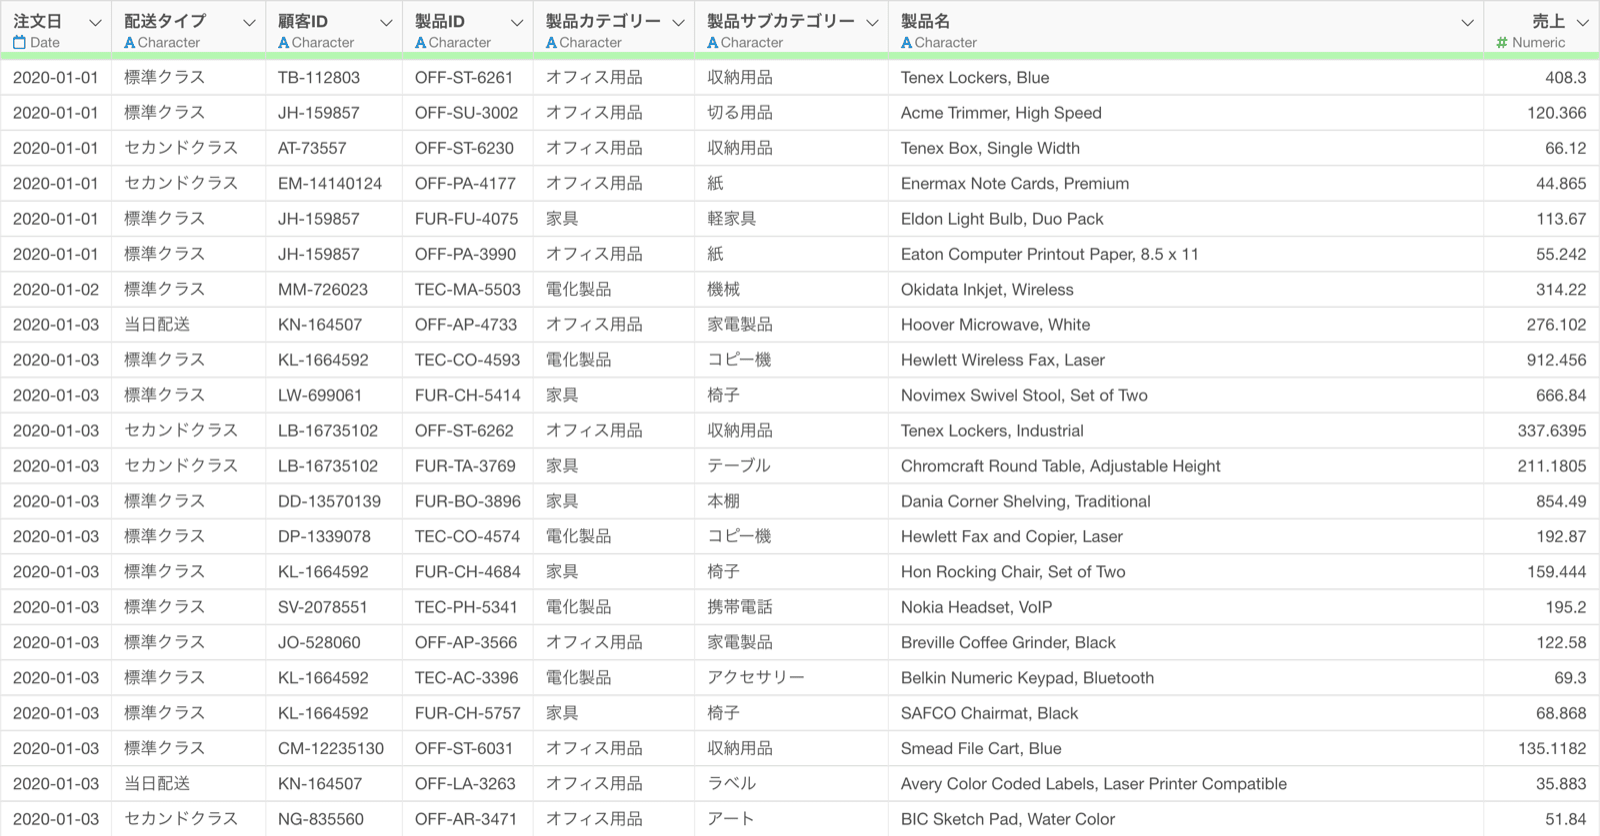 注文日 配送タイプ 顧客ID 製品ID 製品カテゴリー 製品サブカテゴリー 製品名 売上
Date Character Character Character Character Character Character Numeric
2020-01-01 標準クラス TB-112803 OFF-ST-6261 オフィス用品 収納用品 Tenex Lockers, Blue 408.3
2020-01-01 標準クラス JH-159857 OFF-SU-3002 オフィス用品 切る用品 Acme Trimmer, High Speed 120.366
2020-01-01 セカンドクラス AT-73557 OFF-ST-6230 オフィス用品 収納用品 Tenex Box, Single Width 66.12
2020-01-01 セカンドクラス EM-14140124 OFF-PA-4177 オフィス用品 紙 Enermax Note Cards, Premium 44.865
2020-01-01 標準クラス JH-159857 FUR-FU-4075 家具 軽家具 Eldon Light Bulb, Duo Pack 113.67
2020-01-01 標準クラス JH-159857 OFF-PA-3990 オフィス用品 紙 Eaton Computer Printout Paper, 8.5 x 11 55.242
2020-01-02 標準クラス MM-726023 TEC-MA-5503 電化製品 機械 Okidata Inkjet, Wireless 314.22
2020-01-03 当日配送 KN-164507 OFF-AP-4733 オフィス用品 家電製品 Hoover Microwave, White 276.102
2020-01-03 標準クラス KL-1664592 TEC-CO-4593 電化製品 コピー機 Hewlett Wireless Fax, Laser 912.456
2020-01-03 標準クラス LW-699061 FUR-CH-5414 家具 椅子 Novimex Swivel Stool, Set of Two 666.84
2020-01-03 セカンドクラス LB-16735102 OFF-ST-6262 オフィス用品 収納用品 Tenex Lockers, Industrial 337.6395
2020-01-03 セカンドクラス LB-16735102 FUR-TA-3769 家具 テーブル Chromcraft Round Table, Adjustable Height 211.1805
2020-01-03 標準クラス DD-13570139 FUR-BO-3896 家具 本棚 Dania Corner Shelving, Traditional 854.49
2020-01-03 標準クラス DP-1339078 TEC-CO-4574 電化製品 コピー機 Hewlett Fax and Copier, Laser 192.87
2020-01-03 標準クラス KL-1664592 FUR-CH-4684 家具 椅子 Hon Rocking Chair, Set of Two 159.444
2020-01-03 標準クラス SV-2078551 TEC-PH-5341 電化製品 携帯電話 Nokia Headset, VoIP 195.2
2020-01-03 標準クラス JO-528060 OFF-AP-3566 オフィス用品 家電製品 Breville Coffee Grinder, Black 122.58
2020-01-03 標準クラス KL-1664592 TEC-AC-3396 電化製品 アクセサリー Belkin Numeric Keypad, Bluetooth 69.3
2020-01-03 標準クラス KL-1664592 FUR-CH-5757 家具 椅子 SAFCO Chairmat, Black 68.868
2020-01-03 標準クラス CM-12235130 OFF-ST-6031 オフィス用品 収納用品 Smead File Cart, Blue 135.1182
2020-01-03 当日配送 KN-164507 OFF-LA-3263 オフィス用品 ラベル Avery Color Coded Labels, Laser Printer Compatible 35.883
2020-01-03 セカンドクラス NG-835560 OFF-AR-3471 オフィス用品 アート BIC Sketch Pad, Water Color 51.84